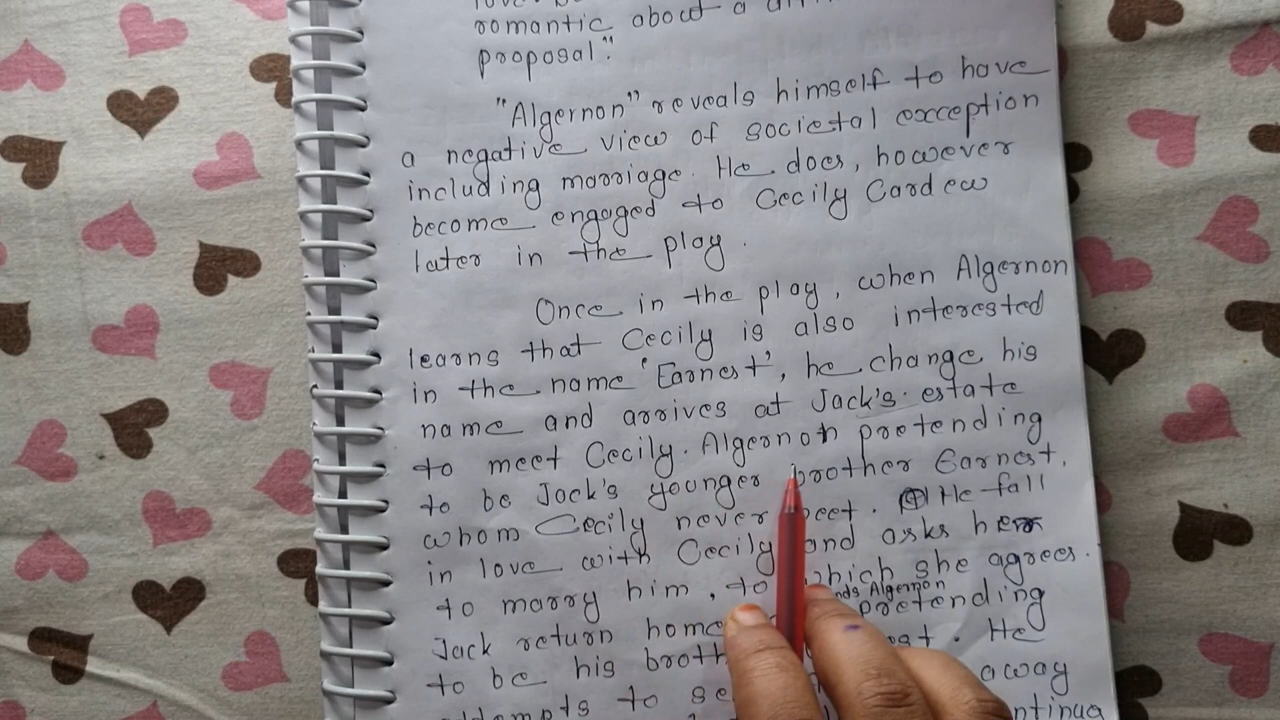 romantic about a
proposal"
"Algernon" reveals himself to have
a negative view of societal exception
including marriage. He does, however
become engaged to Cecily Cardew
later in the play.
Once in the play, when Algernon
learns that Cecily is also interested
in the name 'Earnest', he change his
name and arrives at Jack's. estate
to meet Cecily. Algernon pretending
to be Jack's younger brother Earnest.
whom Cecily never meet. He fall
in love with Cecily and asks her
to marry him, to which she agrees.
Jack return home Algernon pretending
to be his He
to away